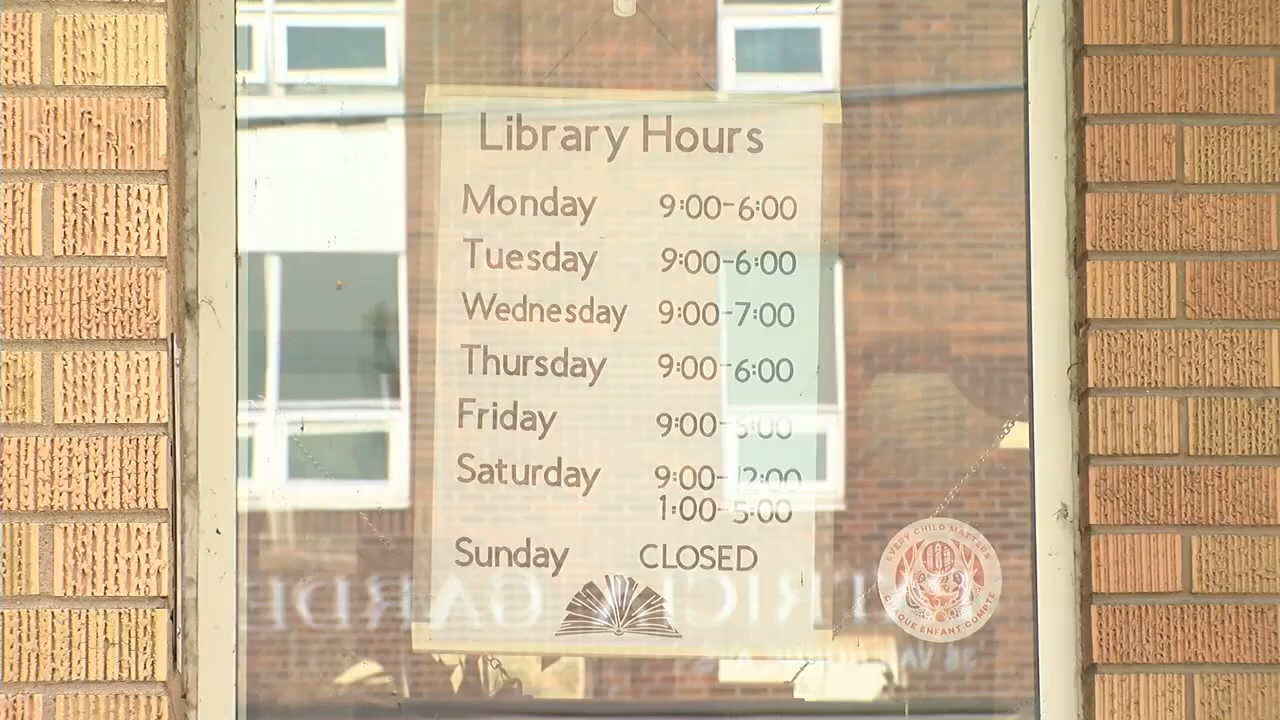 Library Hours
Monday 9:00-6:00
Tuesday 9:00-6:00
Wednesday 9:00-7:00
Thursday 9:00-6:00
Friday 9:00-5:00
Saturday 9:00-12:00
1:00-5:00
Sunday CLOSED
EVERY CHILD MATTERS
CHAQUE ENFANT COMPTE